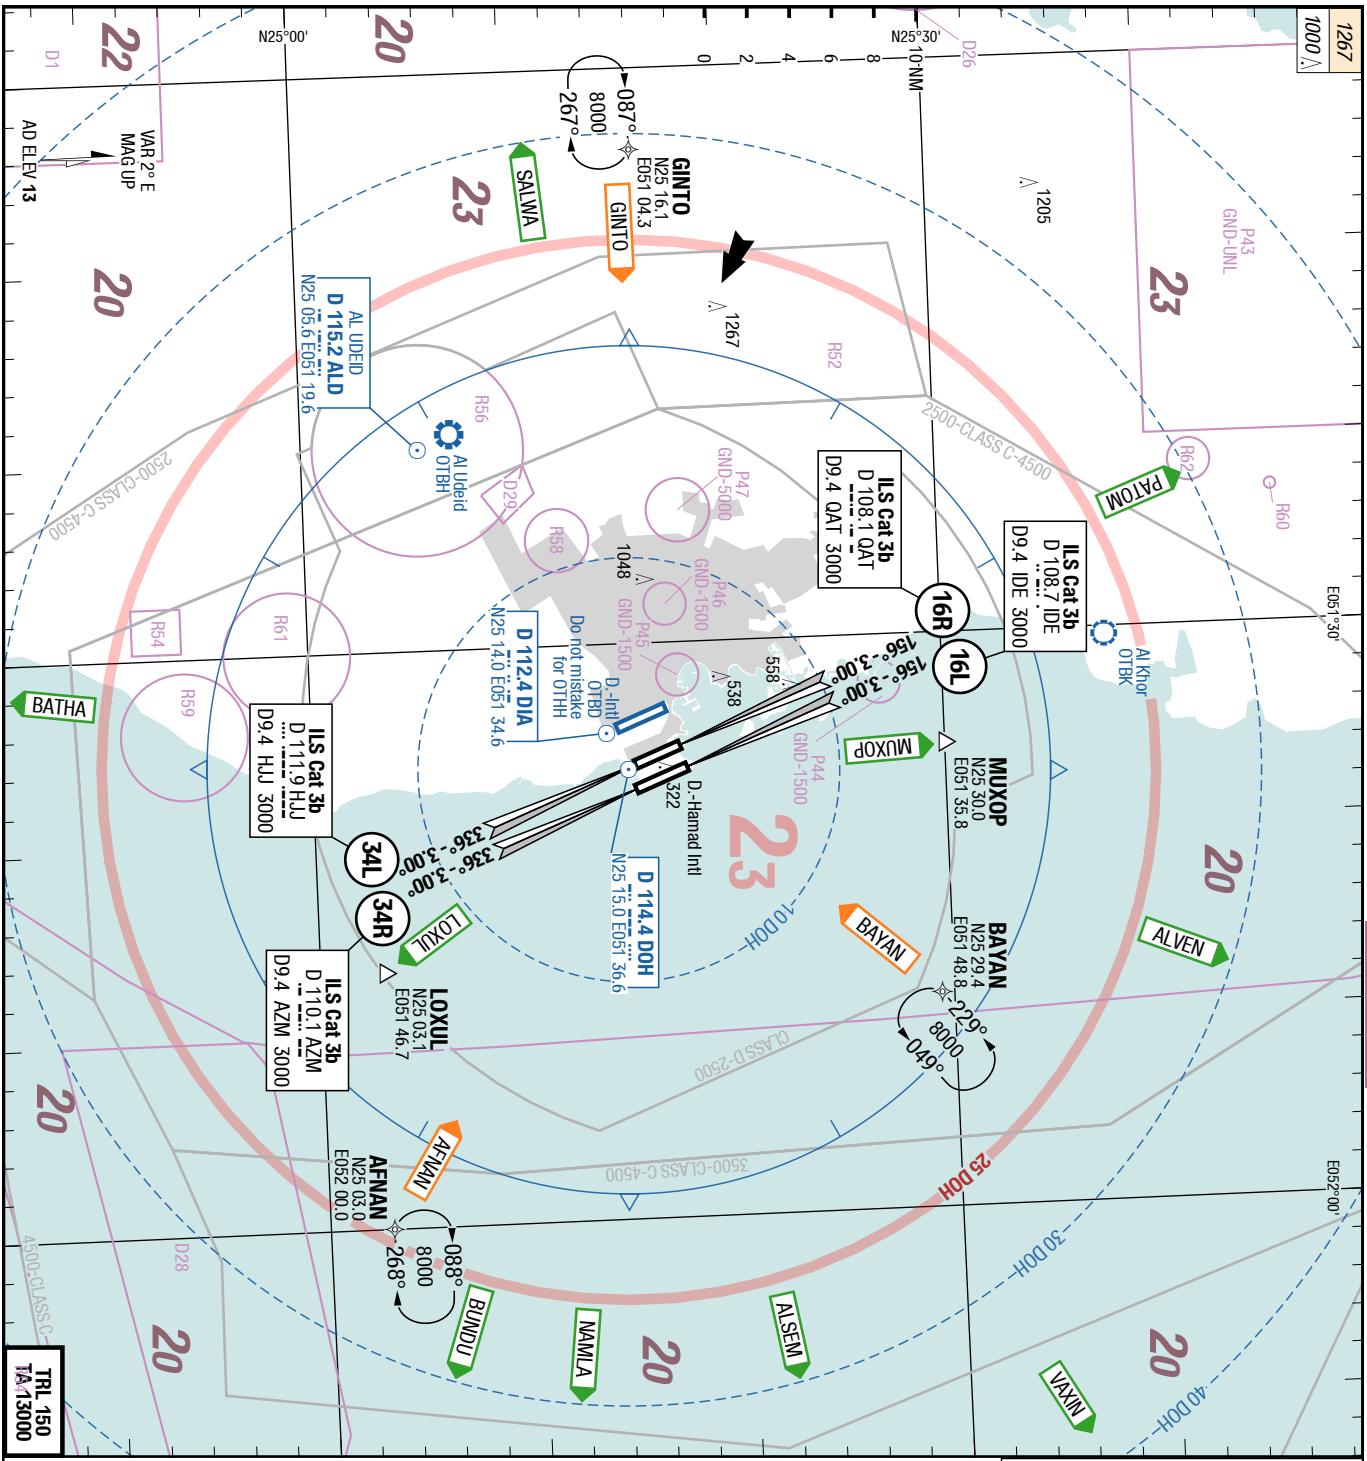 1267
1000
N25°00'
N25°30'
10 NM
8
6
4
2
0
D26
D1
22
20
23
20
23
VAR 2° E
MAG UP
AD ELEV 13
087°
8000
267°
GINTO
N25 16.1
E051 04.3
GINTO
SALWA
1205
P43
GND-UNL
1267
R52
2500-CLASS C-4500
R62
R60
PATOM
E051°30'
AL UDEID
D 115.2 ALD
N25 05.6 E051 19.6
R56
Al Udeid
OTBH
D29
R58
P47
GND-5000
1048
P46
GND-1500
P45
GND-1500
2500-CLASS C-4500
ILS Cat 3b
D 108.1 QAT
D9.4 QAT 3000
16R
ILS Cat 3b
D 108.7 IDE
D9.4 IDE 3000
16L
Al Khor
OTBK
156°-3.00°
156°-3.00°
558
538
P44
GND-1500
D 112.4 DIA
N25 14.0 E051 34.6
D.-Intl
OTBD
Do not mistake
for OTHH
R54
R61
R59
BATHA
MUXOP
MUXOP
N25 30.0
E051 35.8
322
D.-Hamad Intl
23
D 114.4 DOH
N25 15.0 E051 36.6
10 DOH
ILS Cat 3b
D 111.9 HJJ
D9.4 HJJ 3000
34L
336°-3.00°
336°-3.00°
34R
ILS Cat 3b
D 110.1 AZM
D9.4 AZM 3000
LOXUL
LOXUL
N25 03.1
E051 46.7
BAYAN
BAYAN
N25 29.4
E051 48.8
229°
8000
049°
20
ALVEN
CLASS D-2500
3500-CLASS C-4500
25 DOH
30 DOH
40 DOH
E052°00'
20
AFNAN
AFNAN
N25 03.0
E052 00.0
088°
8000
268°
D28
4500-CLASS C
20
BUNDU
NAMLA
20
ALSEM
VAXIN
20
TRL 150
TA 13000